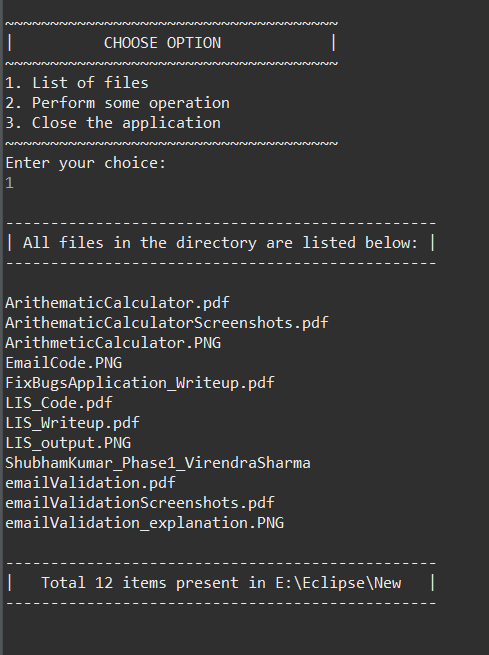 ~~~~~~~~~~~~~~~~~~~~~~~~~~~~~~~~~~~~~
|          CHOOSE OPTION            |
~~~~~~~~~~~~~~~~~~~~~~~~~~~~~~~~~~~~~
1. List of files
2. Perform some operation
3. Close the application
~~~~~~~~~~~~~~~~~~~~~~~~~~~~~~~~~~~~~
Enter your choice:
1
------------------------------------------------
| All files in the directory are listed below: |
------------------------------------------------
ArithematicCalculator.pdf
ArithematicCalculatorScreenshots.pdf
ArithmeticCalculator.PNG
EmailCode.PNG
FixBugsApplication_Writeup.pdf
LIS_Code.pdf
LIS_Writeup.pdf
LIS_output.PNG
ShubhamKumar_Phase1_VirendraSharma
emailValidation.pdf
emailValidationScreenshots.pdf
emailValidation_explanation.PNG
------------------------------------------------
|   Total 12 items present in E:\Eclipse\New   |
------------------------------------------------